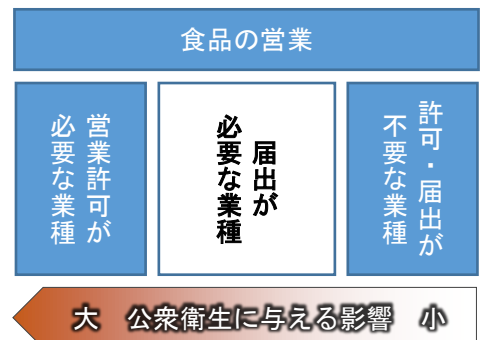 食品の営業
営業許可が
必要な業種
届出が
必要な業種
許可・届出が
不要な業種
大　公衆衛生に与える影響　小